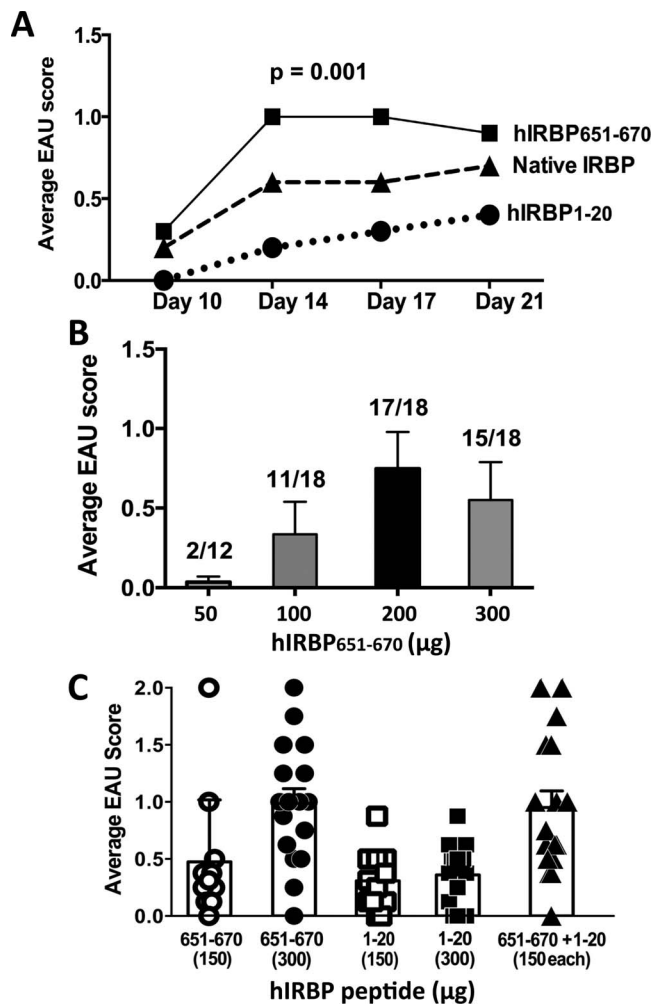 A
Average EAU score
1.5
1.0
0.5
0.0
p = 0.001
hIRBP651-670
Native IRBP
hIRBP1-20
Day 10 Day 14 Day 17 Day 21
B
Average EAU score
1.5
1.0
0.5
0.0
2/12
11/18
17/18
15/18
50 100 200 300
hIRBP651-670 (μg)
C
Average EAU Score
2.0
1.5
1.0
0.5
0.0
651-670 651-670 1-20 1-20 651-670 +1-20
(150) (300) (150) (300) (150 each)
hIRBP peptide (μg)